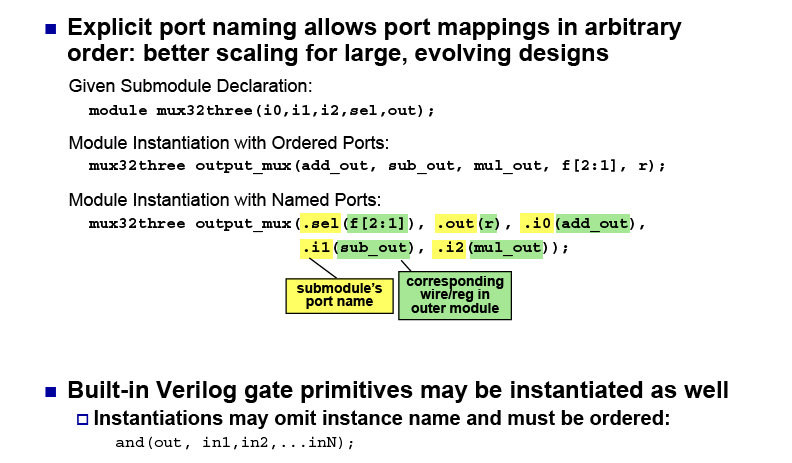 Explicit port naming allows port mappings in arbitrary
order: better scaling for large, evolving designs
Given Submodule Declaration:
module mux32three(i0,i1,i2,sel,out);
Module Instantiation with Ordered Ports:
mux32three output_mux(add_out, sub_out, mul_out, f[2:1], r);
Module Instantiation with Named Ports:
mux32three output_mux(.sel(f[2:1]), .out(r), .i0(add_out),
.i1(sub_out), .i2(mul_out));
submodule's
port name
corresponding
wire/reg in
outer module
Built-in Verilog gate primitives may be instantiated as well
Instantiations may omit instance name and must be ordered:
and(out, in1,in2,...inN);